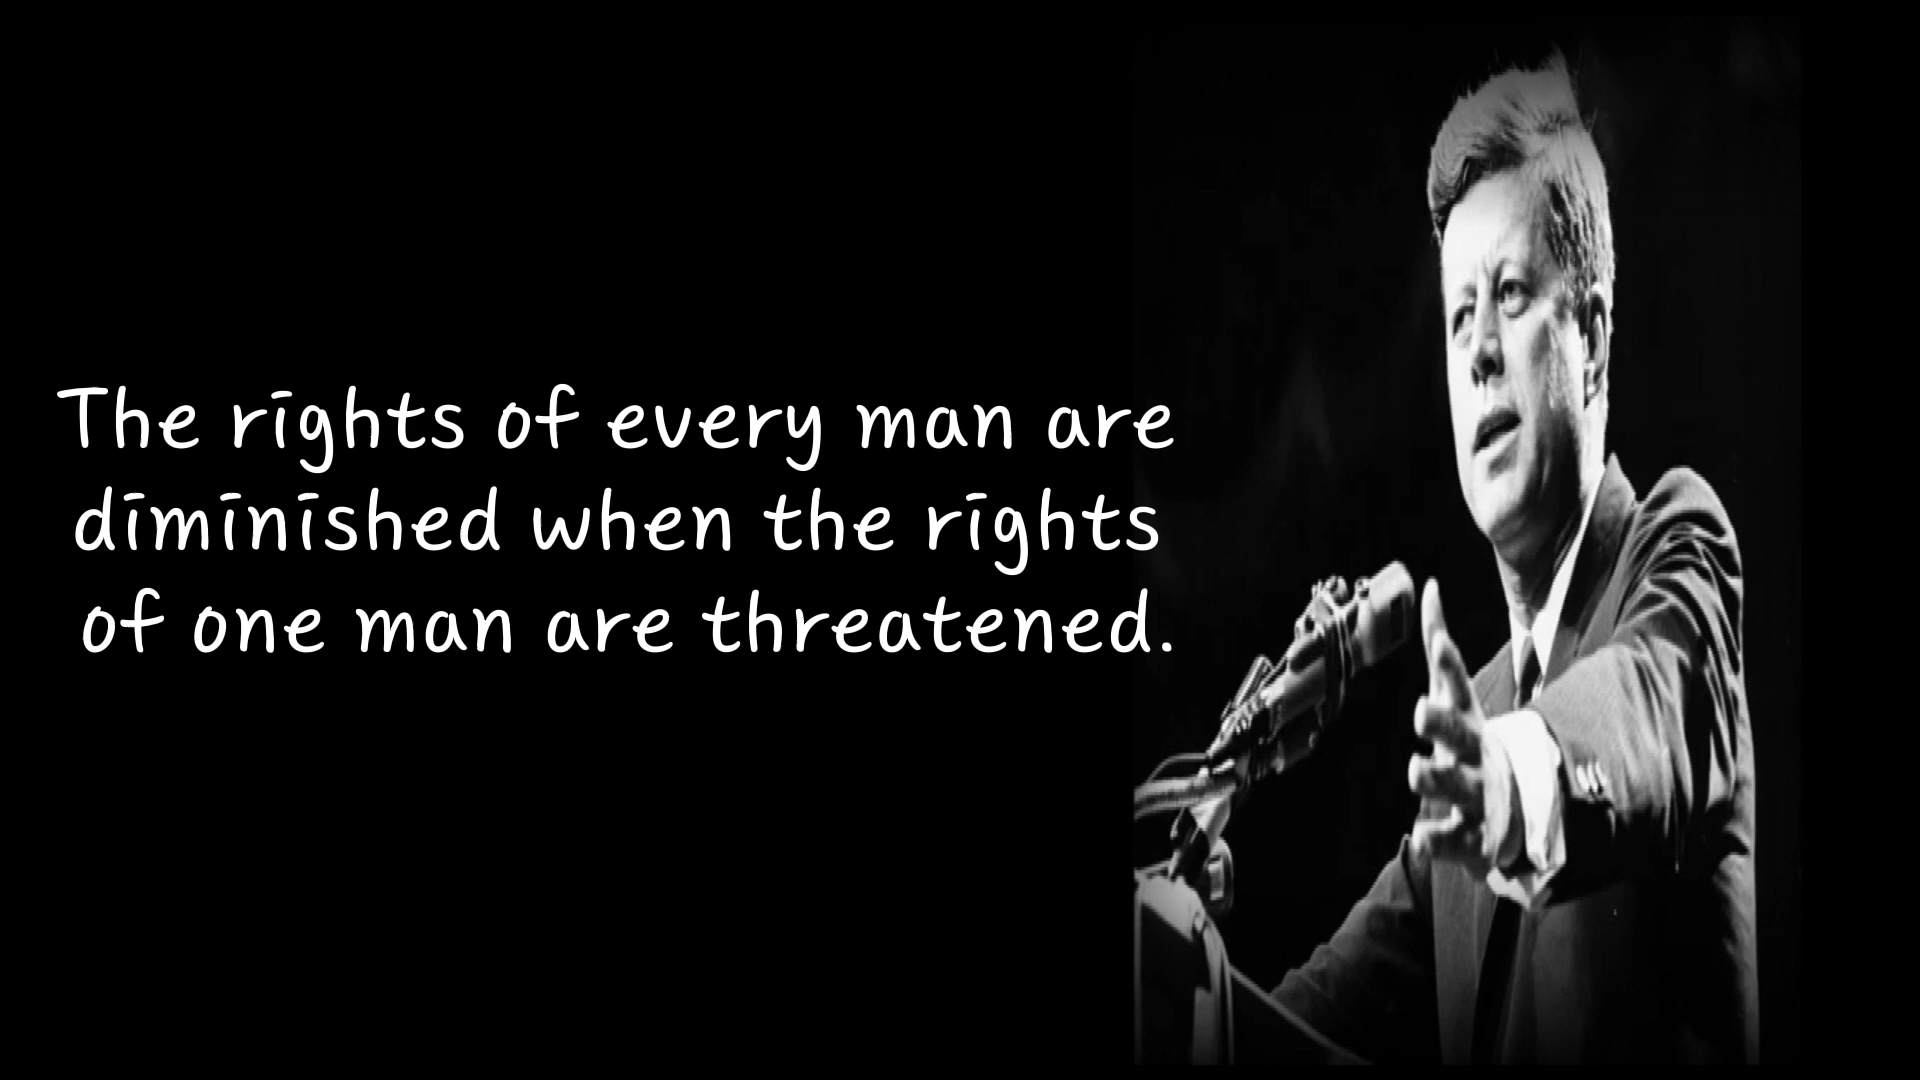 The rights of every man are
diminished when the rights
of one man are threatened.